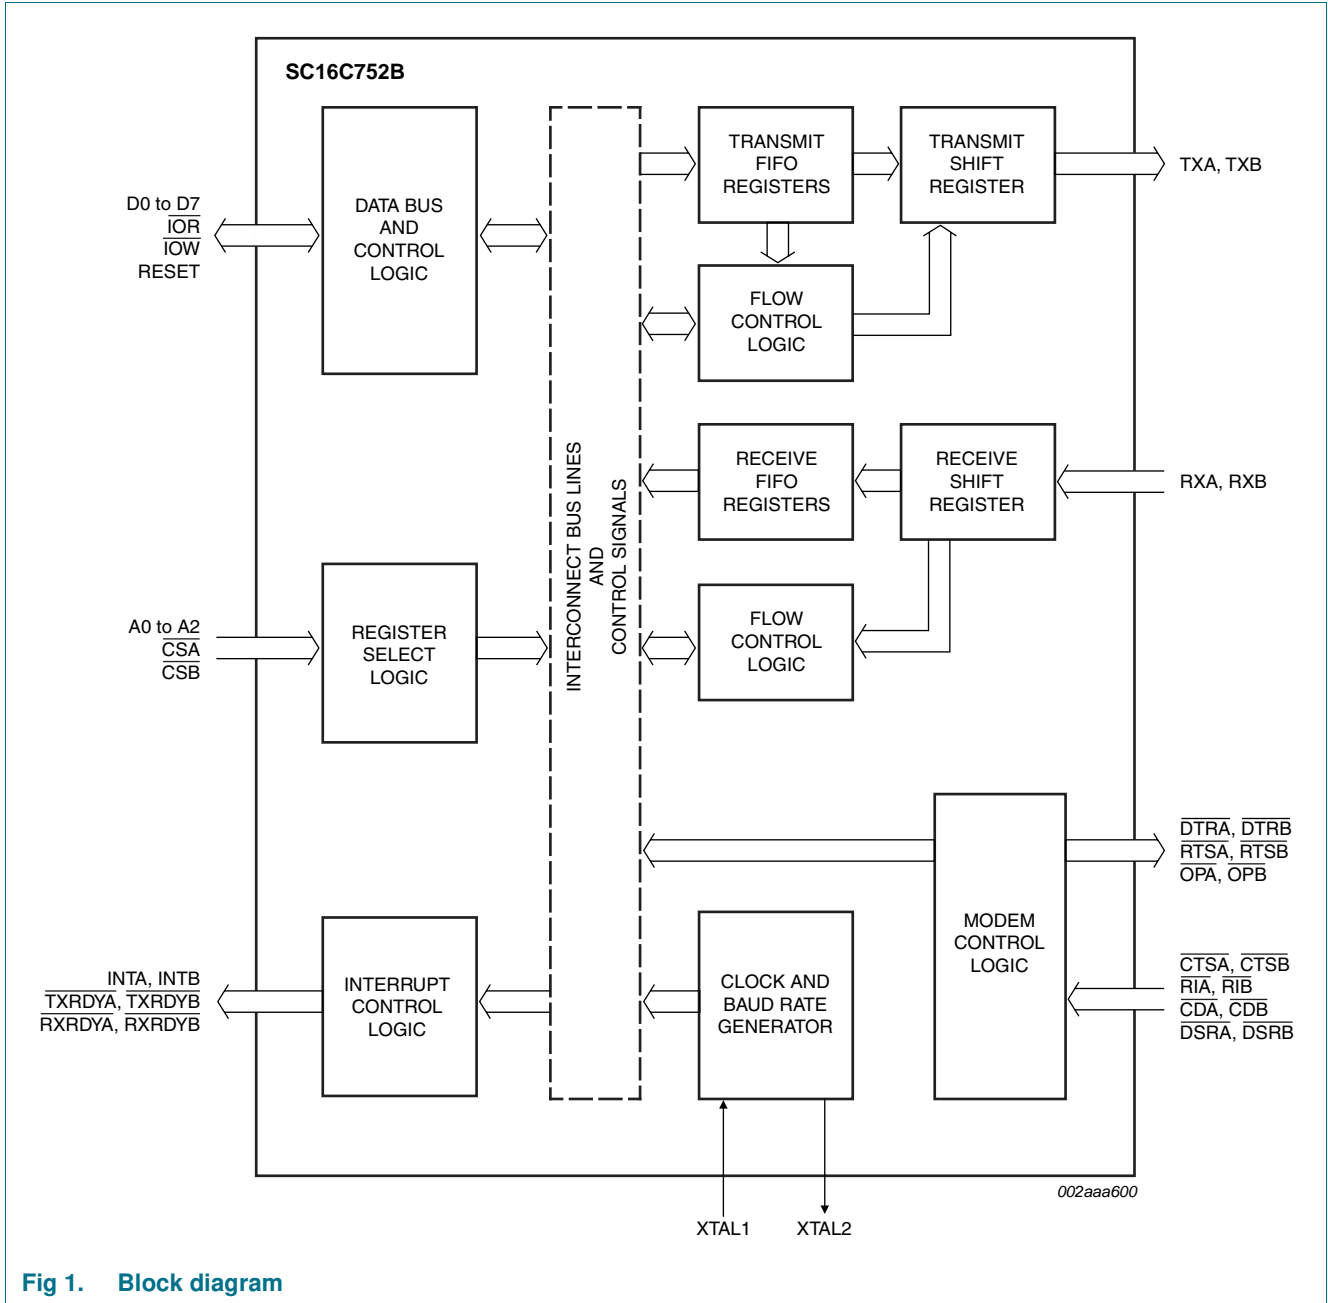 SC16C752B
D0 to D7
IOR
IOW
RESET
DATA BUS
AND
CONTROL
LOGIC
TRANSMIT
FIFO
REGISTERS
TRANSMIT
SHIFT
REGISTER
TXA, TXB
FLOW
CONTROL
LOGIC
INTERCONNECT BUS LINES
AND
CONTROL SIGNALS
RECEIVE
FIFO
REGISTERS
RECEIVE
SHIFT
REGISTER
RXA, RXB
A0 to A2
CSA
CSB
REGISTER
SELECT
LOGIC
FLOW
CONTROL
LOGIC
DTRA, DTRB
RTSA, RTSB
OPA, OPB
MODEM
CONTROL
LOGIC
CTSA, CTSB
RIA, RIB
CDA, CDB
DSRA, DSRB
INTA, INTB
TXRDYA, TXRDYB
RXRDYA, RXRDYB
INTERRUPT
CONTROL
LOGIC
CLOCK AND
BAUD RATE
GENERATOR
XTAL1
XTAL2
002aaa600
Fig 1. Block diagram